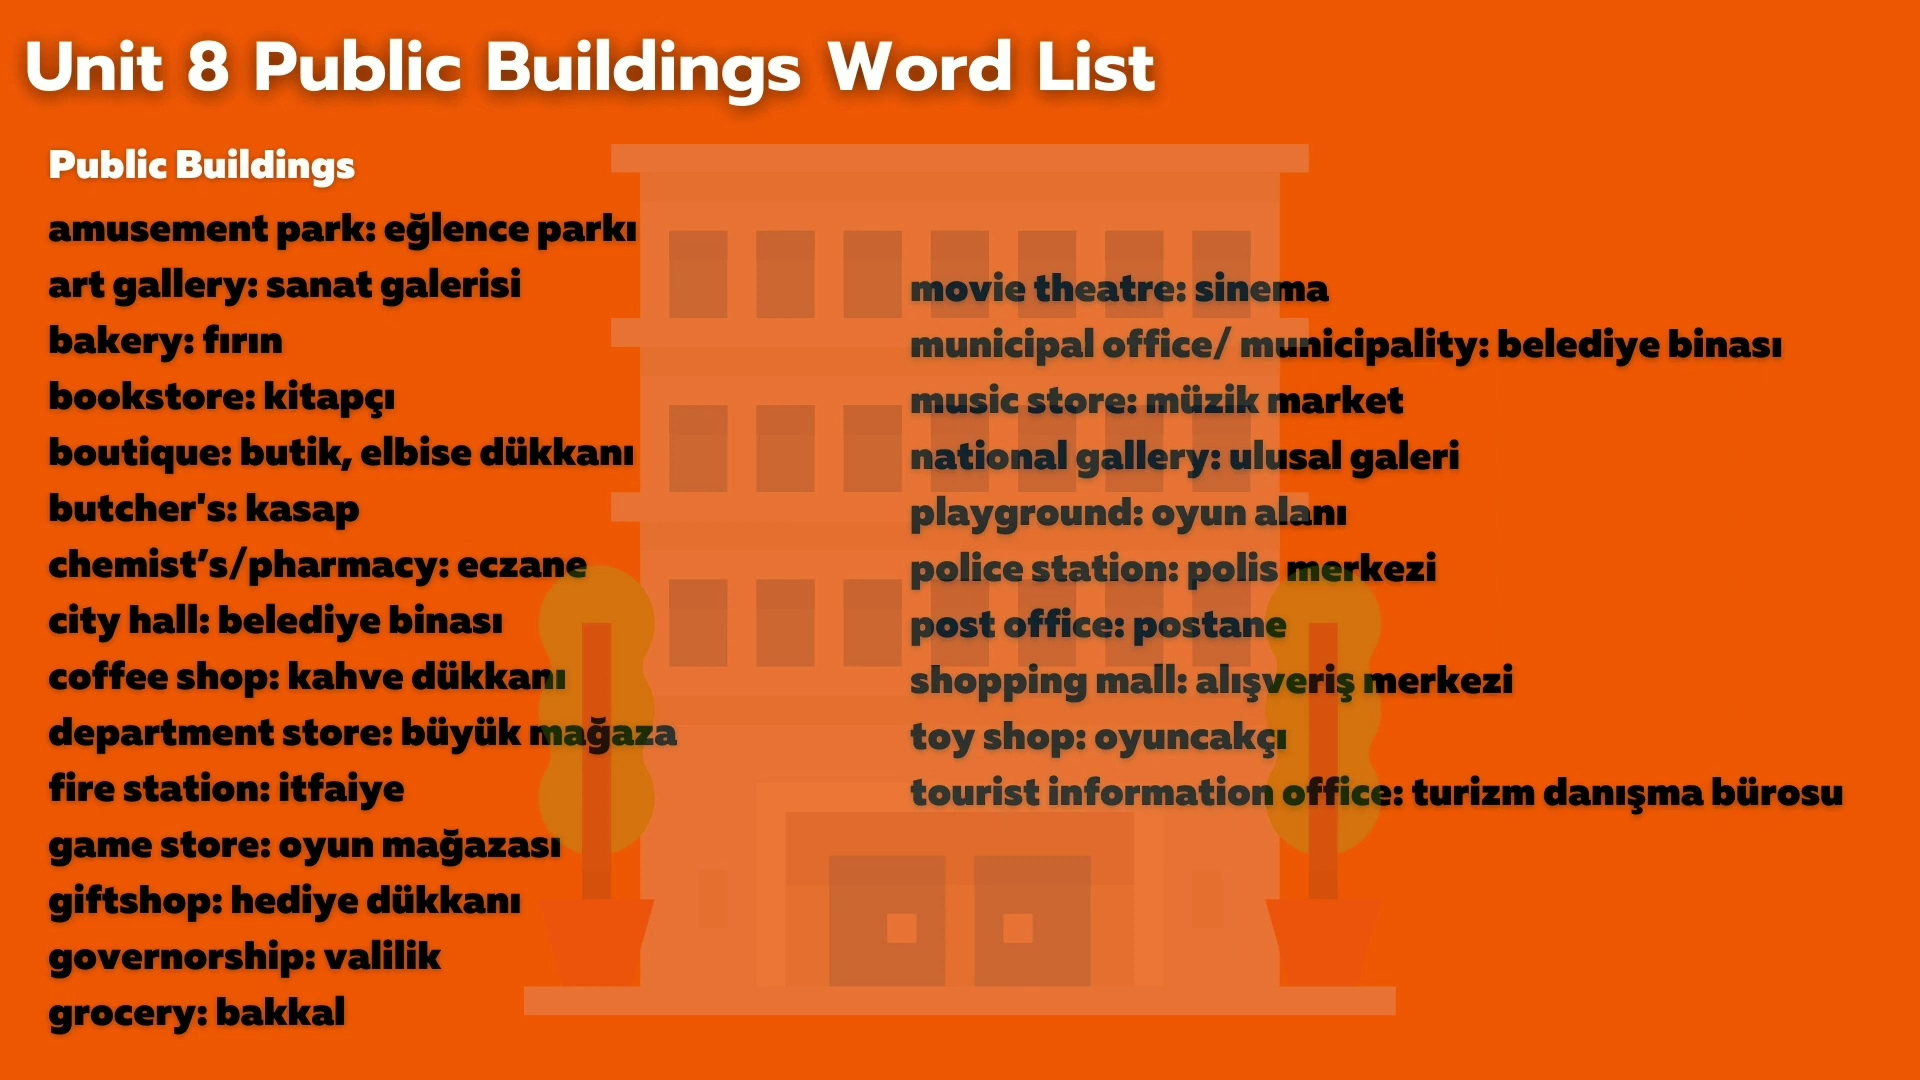 Unit 8 Public Buildings Word List
Public Buildings
amusement park: eğlence parkı
art gallery: sanat galerisi
bakery: fırın
bookstore: kitapçı
boutique: butik, elbise dükkanı
butcher's: kasap
chemist’s/pharmacy: eczane
city hall: belediye binası
coffee shop: kahve dükkanı
department store: büyük mağaza
fire station: itfaiye
game store: oyun mağazası
giftshop: hediye dükkanı
governorship: valilik
grocery: bakkal
movie theatre: sinema
municipal office/ municipality: belediye binası
music store: müzik market
national gallery: ulusal galeri
playground: oyun alanı
police station: polis merkezi
post office: postane
shopping mall: alışveriş merkezi
toy shop: oyuncakçı
tourist information office: turizm danışma bürosu